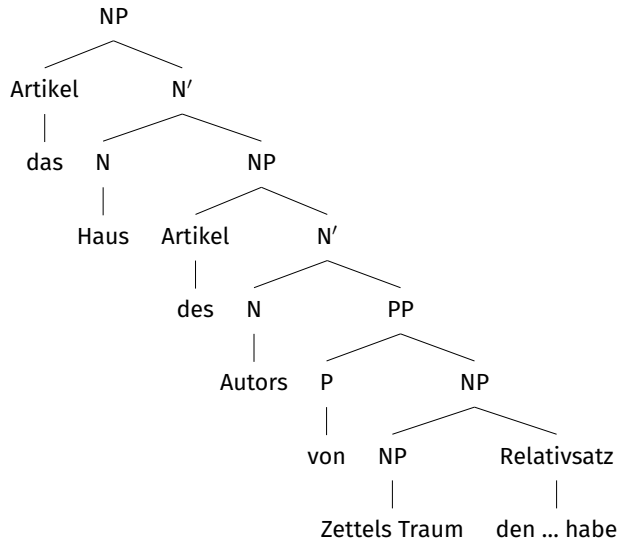 NP
Artikel N′
das N NP
Haus Artikel N′
des N PP
Autors P NP
von NP Relativsatz
Zettels Traum den ... habe